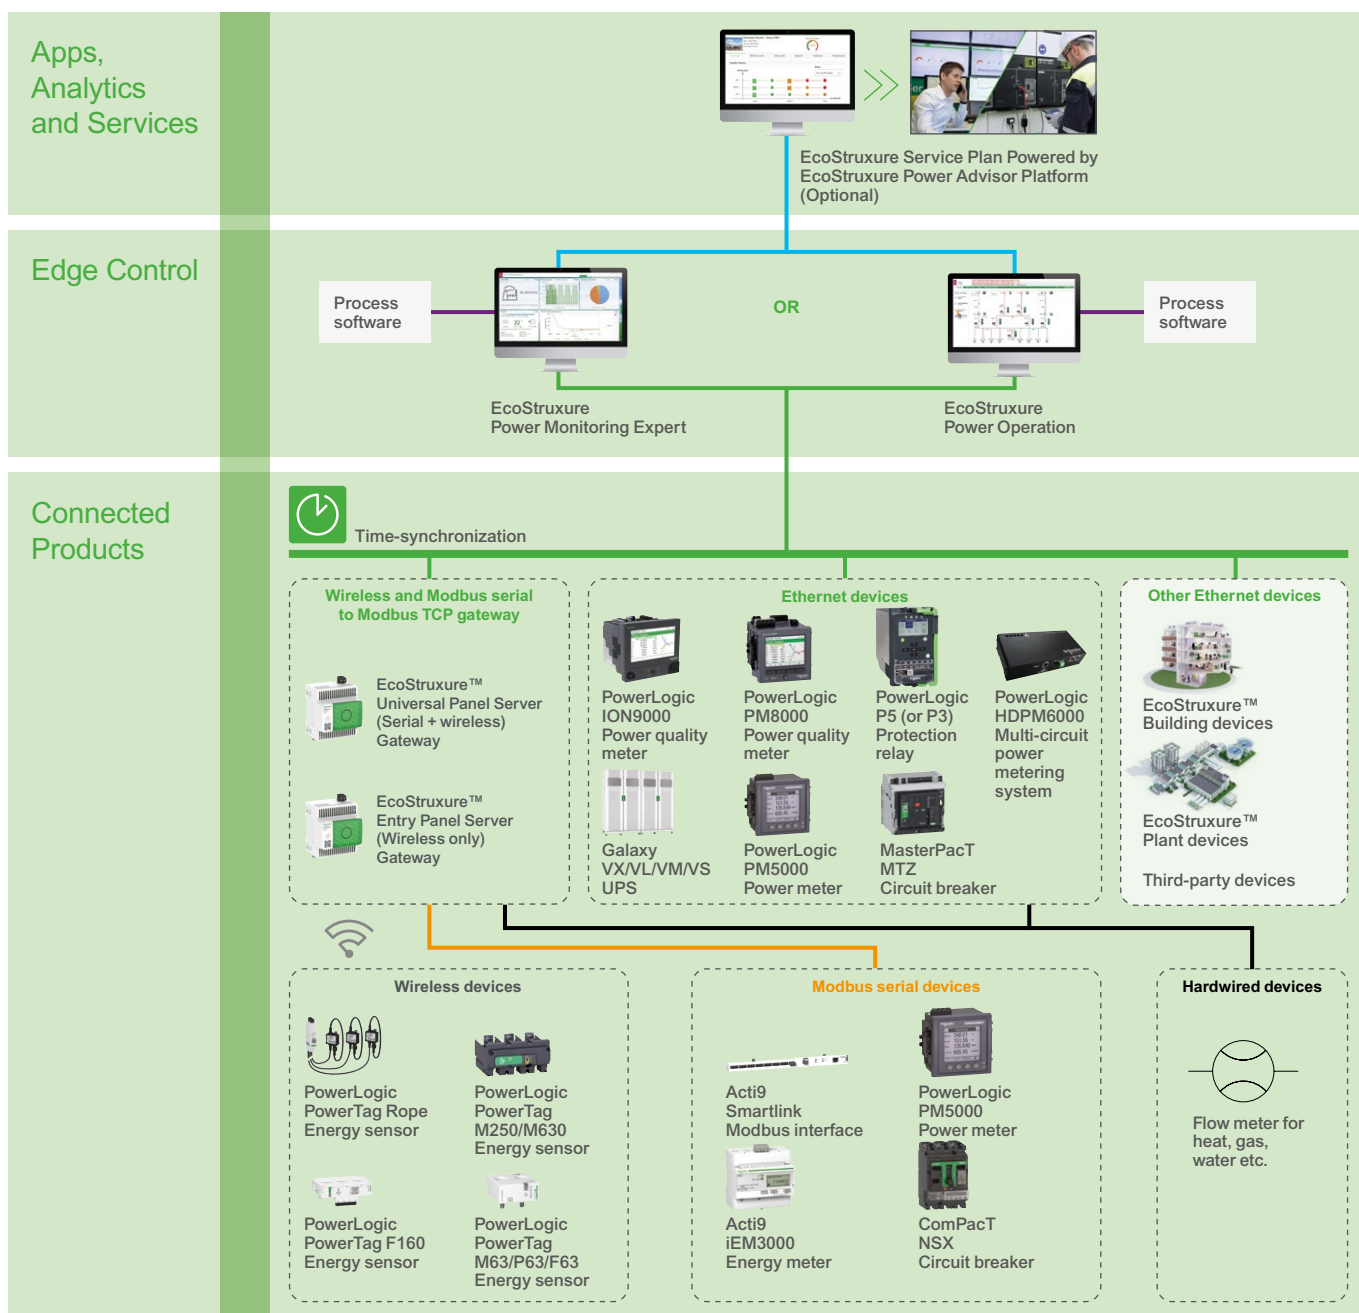 Apps,
Analytics
and Services
EcoStruxure Service Plan Powered by
EcoStruxure Power Advisor Platform
(Optional)
Edge Control
Process
software
OR
Process
software
EcoStruxure
Power Monitoring Expert
EcoStruxure
Power Operation
Connected
Products
Time-synchronization
Wireless and Modbus serial
to Modbus TCP gateway
EcoStruxure™
Universal Panel Server
(Serial + wireless)
Gateway
EcoStruxure™
Entry Panel Server
(Wireless only)
Gateway
Ethernet devices
PowerLogic
ION9000
Power quality
meter
PowerLogic
PM8000
Power quality
meter
PowerLogic
P5 (or P3)
Protection
relay
PowerLogic
HDPM6000
Multi-circuit
power
metering
system
Galaxy
VX/VL/VM/VS
UPS
PowerLogic
PM5000
Power meter
MasterPacT
MTZ
Circuit breaker
Other Ethernet devices
EcoStruxure™
Building devices
EcoStruxure™
Plant devices
Third-party devices
Wireless devices
PowerLogic
PowerTag Rope
Energy sensor
PowerLogic
PowerTag
M250/M630
Energy sensor
PowerLogic
PowerTag F160
Energy sensor
PowerLogic
PowerTag
M63/P63/F63
Energy sensor
Modbus serial devices
Acti9
Smartlink
Modbus interface
PowerLogic
PM5000
Power meter
Acti9
iEM3000
Energy meter
ComPacT
NSX
Circuit breaker
Hardwired devices
Flow meter for
heat, gas,
water etc.